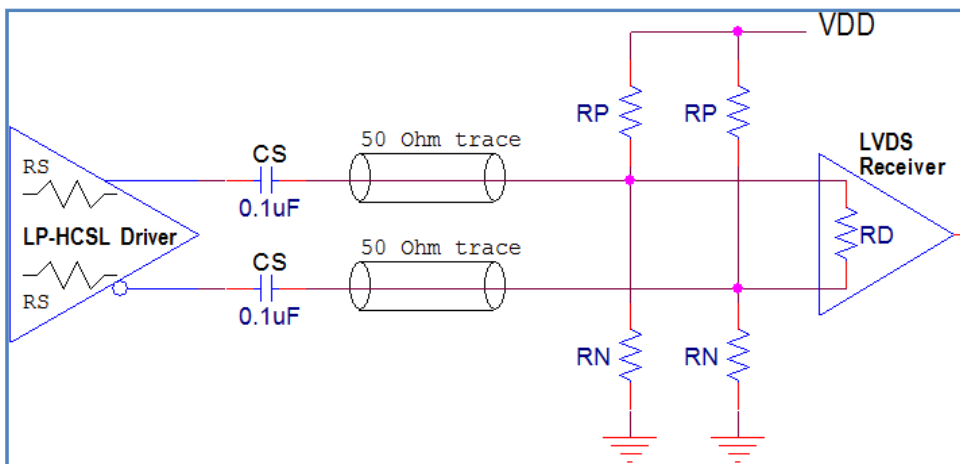 VDD
RP
RP
50 Ohm trace
LVDS
Receiver
CS
RS
0.1uF
LP-HCSL Driver
RD
50 Ohm trace
CS
RS
0.1uF
RN
RN